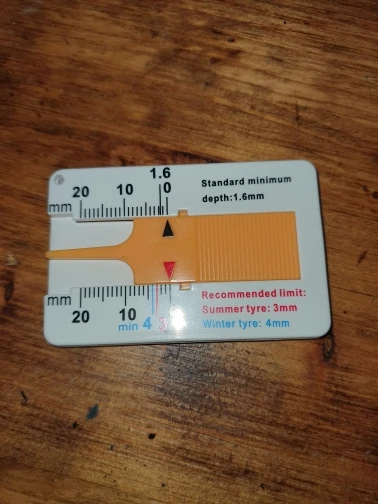 1.6
20 10 0
mm
Standard minimum
depth:1.6mm
mm
20 10
min 4 3
Recommended limit:
Summer tyre: 3mm
Winter tyre: 4mm